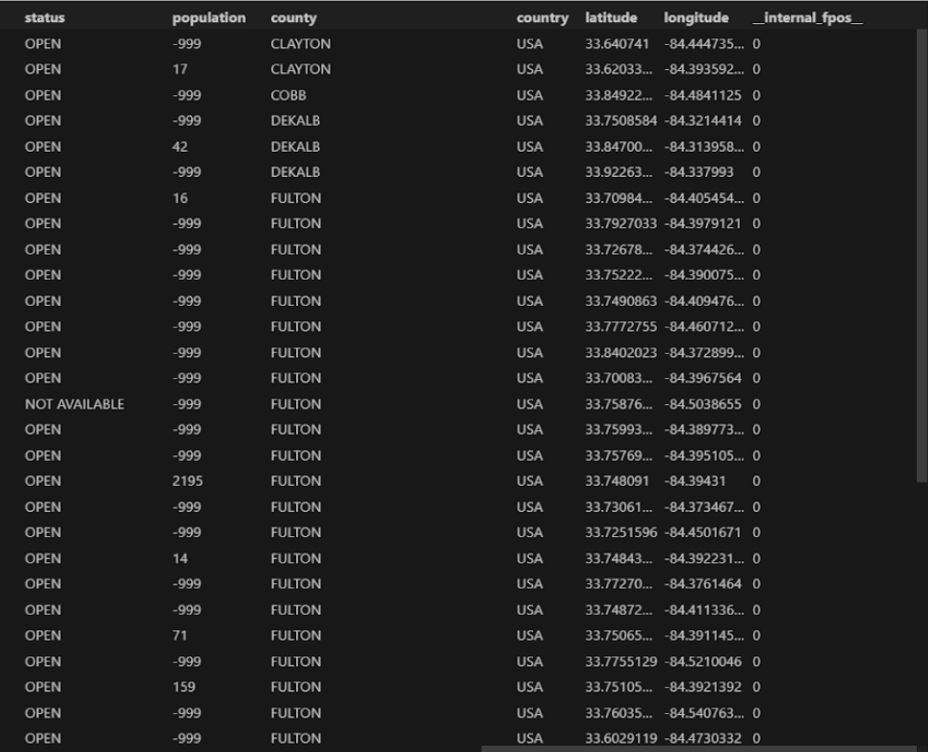 status population county country latitude longitude __internal_fpos__
OPEN -999 CLAYTON USA 33.640741 -84.444735... 0
OPEN 17 CLAYTON USA 33.62033... -84.393592... 0
OPEN -999 COBB USA 33.84922... -84.4841125 0
OPEN -999 DEKALB USA 33.7508584 -84.3214414 0
OPEN 42 DEKALB USA 33.84700... -84.313958... 0
OPEN -999 DEKALB USA 33.92263... -84.337993 0
OPEN 16 FULTON USA 33.70984... -84.405454... 0
OPEN -999 FULTON USA 33.7927033 -84.3979121 0
OPEN -999 FULTON USA 33.72678... -84.374426... 0
OPEN -999 FULTON USA 33.75222... -84.390075... 0
OPEN -999 FULTON USA 33.7490863 -84.409476... 0
OPEN -999 FULTON USA 33.7772755 -84.460712... 0
OPEN -999 FULTON USA 33.8402023 -84.372899... 0
OPEN -999 FULTON USA 33.70083... -84.3967564 0
NOT AVAILABLE -999 FULTON USA 33.75876... -84.5038655 0
OPEN -999 FULTON USA 33.75993... -84.389773... 0
OPEN -999 FULTON USA 33.75769... -84.395105... 0
OPEN 2195 FULTON USA 33.748091 -84.39431 0
OPEN -999 FULTON USA 33.73061... -84.373467... 0
OPEN -999 FULTON USA 33.7251596 -84.4501671 0
OPEN 14 FULTON USA 33.74843... -84.392231... 0
OPEN -999 FULTON USA 33.77270... -84.3761464 0
OPEN -999 FULTON USA 33.74872... -84.411336... 0
OPEN 71 FULTON USA 33.75065... -84.391145... 0
OPEN -999 FULTON USA 33.7755129 -84.5210046 0
OPEN 159 FULTON USA 33.75105... -84.3921392 0
OPEN -999 FULTON USA 33.76035... -84.540763... 0
OPEN -999 FULTON USA 33.6029119 -84.4730332 0